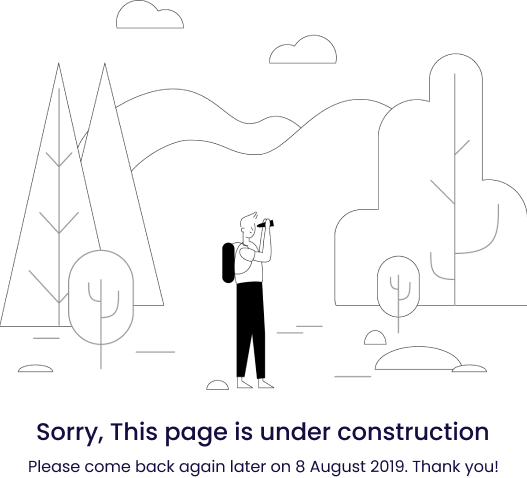 Sorry, This page is under construction
Please come back again later on 8 August 2019. Thank you!